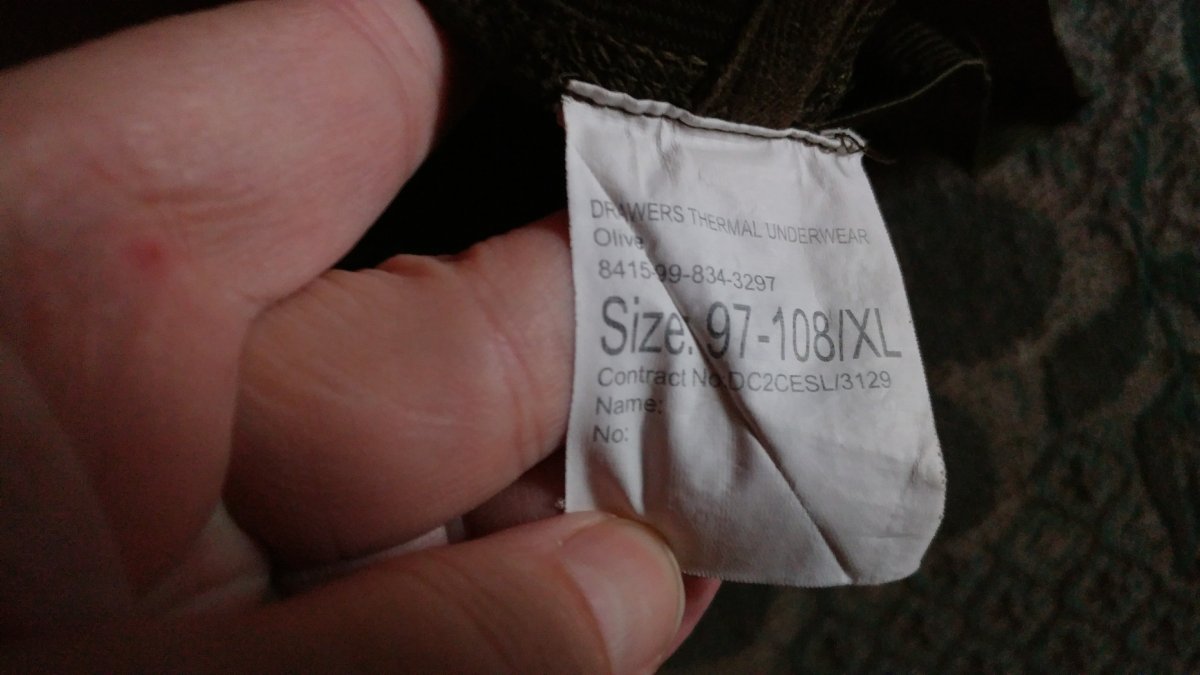 DRAWERS THERMAL UNDERWEAR
Olive
8415-99-834-3297
Size: 97-108/XL
Contract No:DC2CESL/3129
Name:
No: